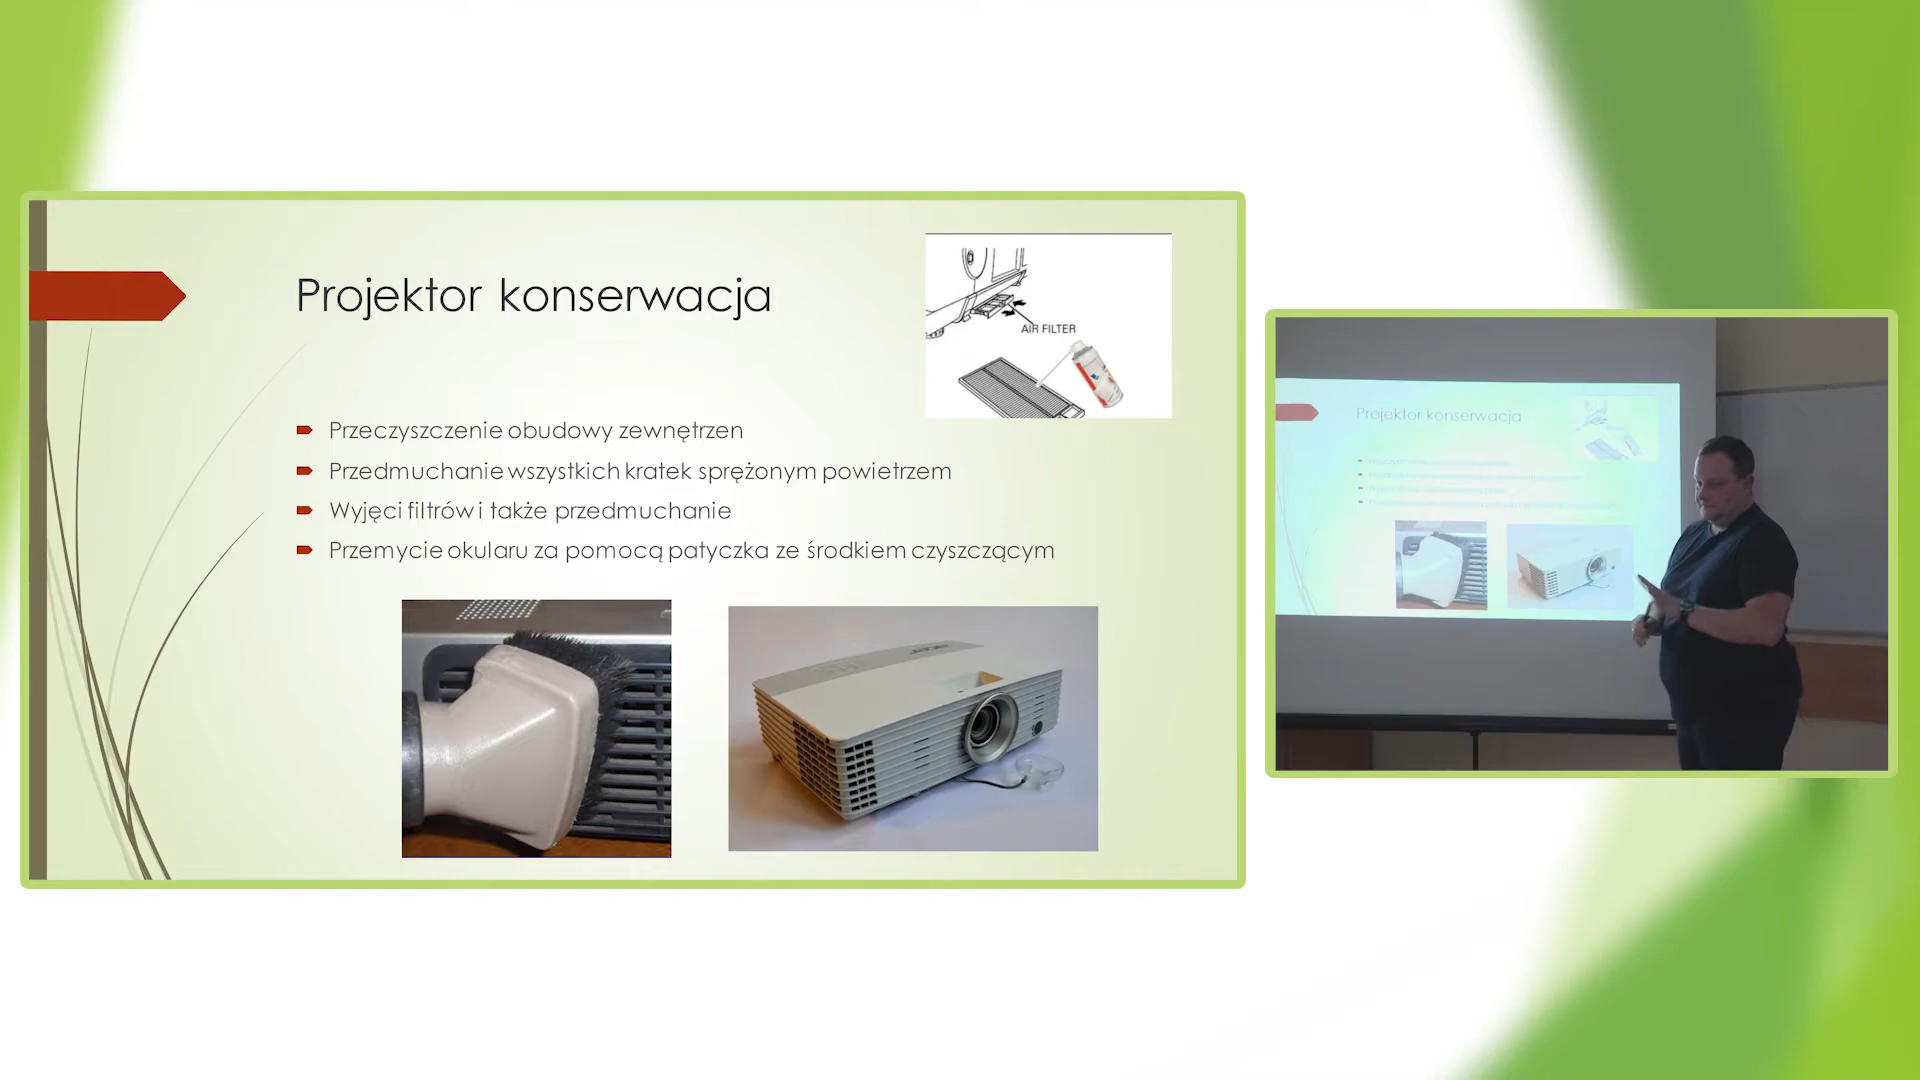 Projektor konserwacja
AIR FILTER
Przeczyszczenie obudowy zewnętrzen
Przedmuchanie wszystkich kratek sprężonym powietrzem
Wyjęci filtrów i także przedmuchanie
Przemycie okularu za pomocą patyczka ze środkiem czyszczącym
acer
Projektor konserwacja